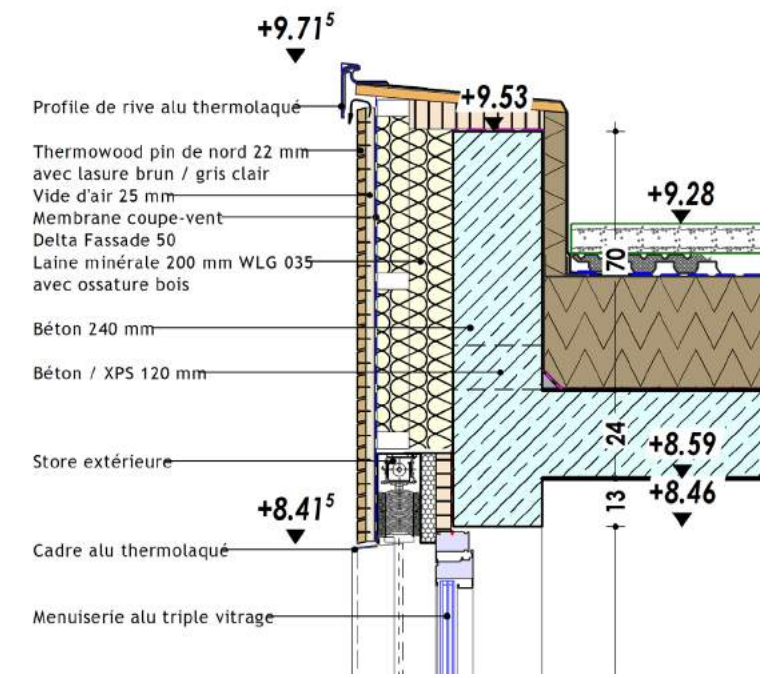 +9.71⁵
+9.53
Profile de rive alu thermolaqué
Thermowood pin de nord 22 mm
avec lasure brun / gris clair
Vide d'air 25 mm
+9.28
Membrane coupe-vent
Delta Fassade 50
Laine minérale 200 mm WLG 035
avec ossature bois
70
Béton 240 mm
Béton / XPS 120 mm
24
+8.59
Store extérieure
+8.46
13
+8.41⁵
Cadre alu thermolaqué
Menuiserie alu triple vitrage